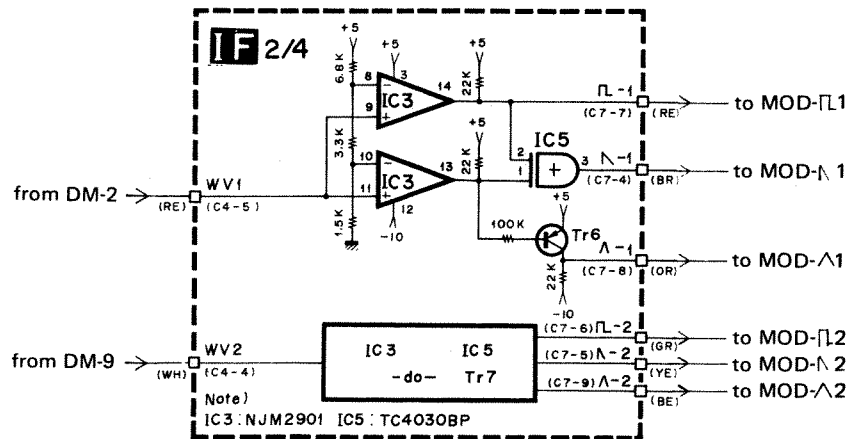 IF 2/4
+5
+5
+5
6.8K
8
3
14
22K
IC3
−
+
9
⎍-1
(C7-7)
(RE)
to MOD-⎍1
+5
3.3K
10
13
22K
IC3
−
+
11
12
-10
1.5K
IC5
2
1
+
3
N-1
(C7-4)
(BR)
to MOD-N1
from DM-2
(RE)
WV1
(C4-5)
100K
+5
Tr6
Λ-1
(C7-8)
(OR)
to MOD-Λ1
22K
-10
from DM-9
(WH)
WV2
(C4-4)
IC3 IC5
-do- Tr7
(C7-6)⎍-2
(GR)
to MOD-⎍2
(C7-5)N-2
(YE)
to MOD-N2
(C7-9)Λ-2
(BE)
to MOD-Λ2
Note)
IC3:NJM2901 IC5:TC4030BP